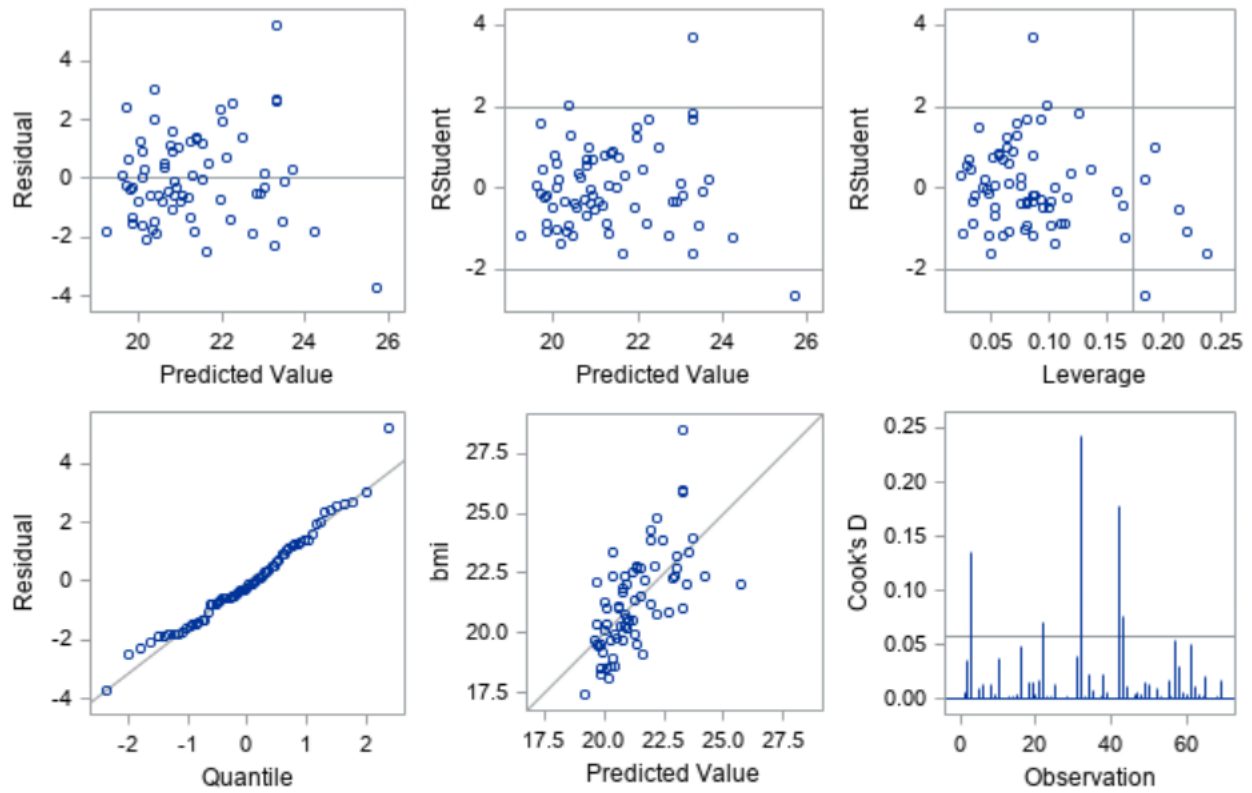 4
2
0
-2
-4
Residual
20 22 24 26
Predicted Value
4
2
0
-2
RStudent
20 22 24 26
Predicted Value
4
2
0
-2
RStudent
0.05 0.10 0.15 0.20 0.25
Leverage
4
2
0
-2
-4
Residual
-2 -1 0 1 2
Quantile
27.5
25.0
22.5
20.0
17.5
bmi
17.5 20.0 22.5 25.0 27.5
Predicted Value
0.25
0.20
0.15
0.10
0.05
0.00
Cook's D
0 20 40 60
Observation